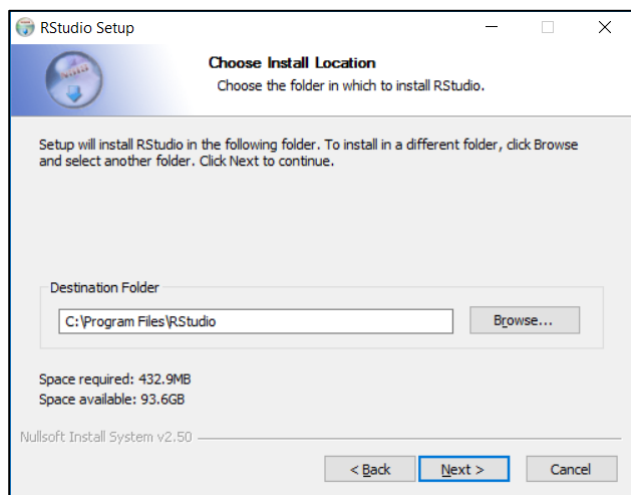 RStudio Setup
Choose Install Location
Choose the folder in which to install RStudio.
Setup will install RStudio in the following folder. To install in a different folder, click Browse
and select another folder. Click Next to continue.
Destination Folder
C:\Program Files\RStudio
Browse...
Space required: 432.9MB
Space available: 93.6GB
Nullsoft Install System v2.50
< Back
Next >
Cancel